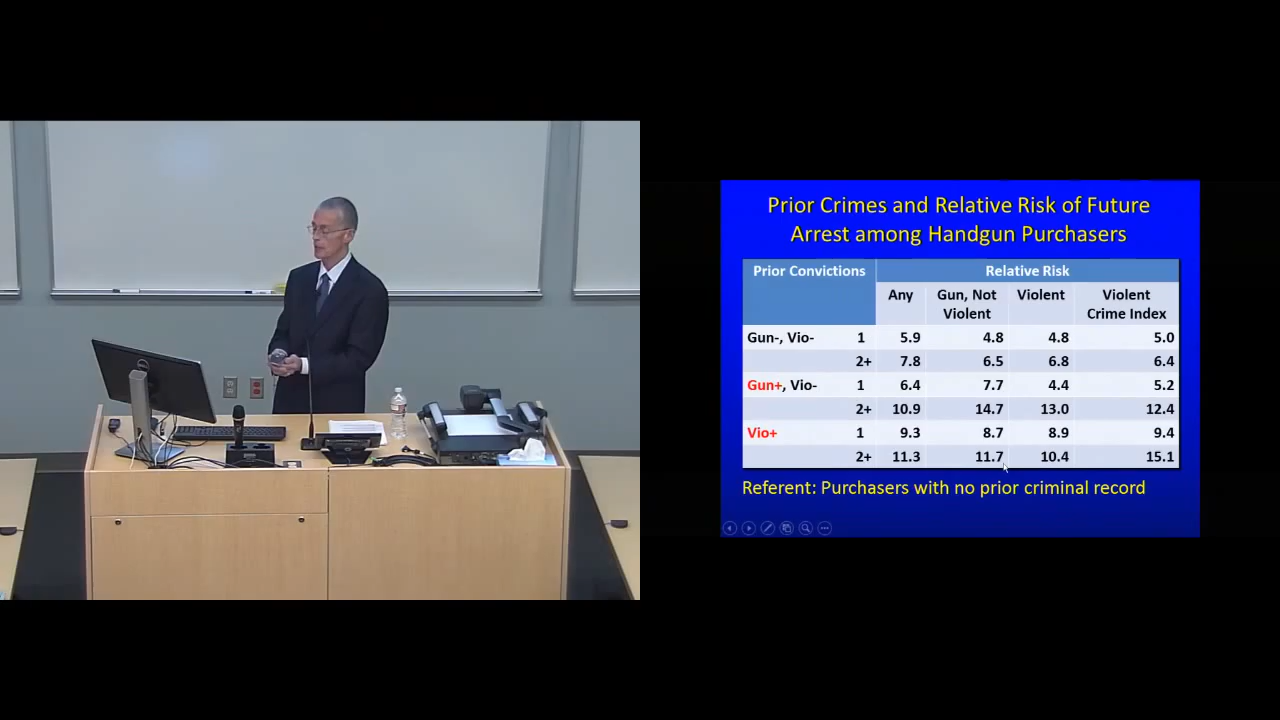 Prior Crimes and Relative Risk of Future
Arrest among Handgun Purchasers
Prior Convictions Relative Risk
Any Gun, Not Violent Violent Violent Crime Index
Gun-, Vio- 1 5.9 4.8 4.8 5.0
2+ 7.8 6.5 6.8 6.4
Gun+, Vio- 1 6.4 7.7 4.4 5.2
2+ 10.9 14.7 13.0 12.4
Vio+ 1 9.3 8.7 8.9 9.4
2+ 11.3 11.7 10.4 15.1
Referent: Purchasers with no prior criminal record